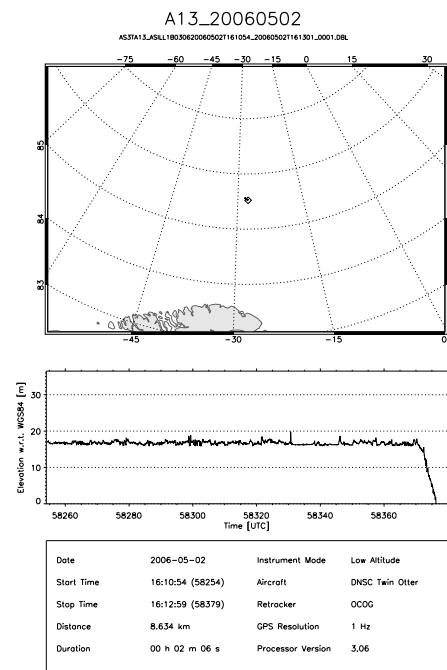 A13_20060502
AS3TA13_ASILL1B030620060502T161054_20060502T161301_0001.DBL
-75 -60 -45 -30 -15 0 30
85
84
83
-45 -30 -15 0
Elevation w.r.t. WGS84 [m]
30
20
10
0
58260 58280 58300 58320 58340 58360
Time [UTC]
Date 2006-05-02 Instrument Mode Low Altitude
Start Time 16:10:54 (58254) Aircraft DNSC Twin Otter
Stop Time 16:12:59 (58379) Retracker OCOG
Distance 8.634 km GPS Resolution 1 Hz
Duration 00 h 02 m 06 s Processor Version 3.06